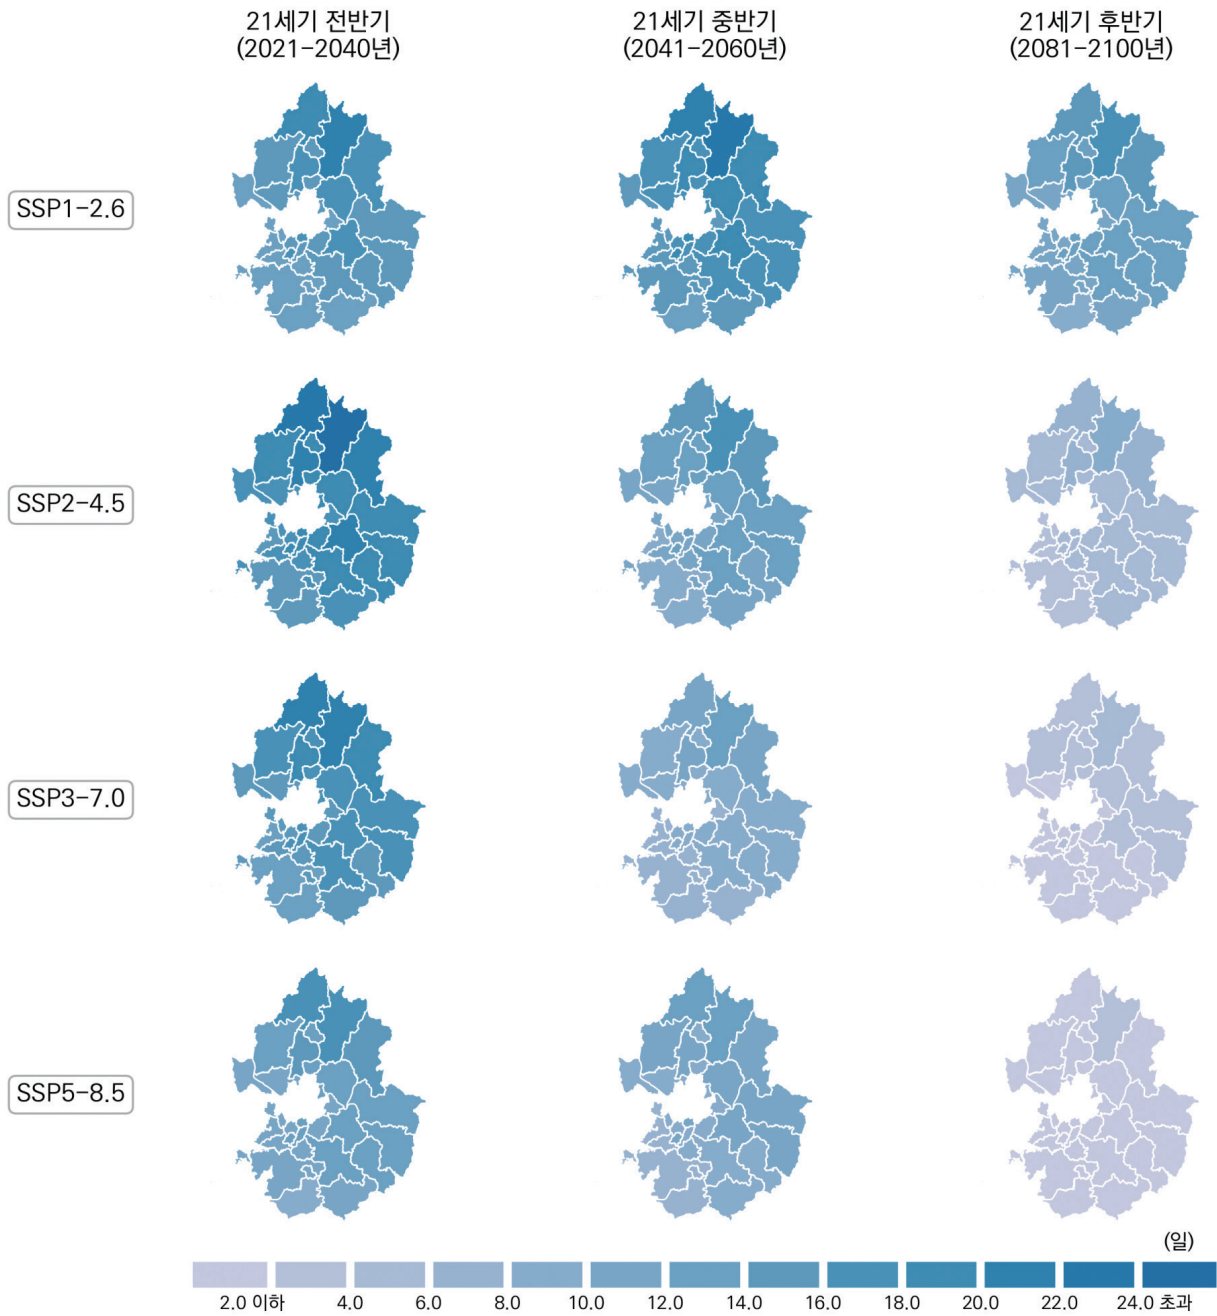 21세기 전반기
(2021-2040년)
21세기 중반기
(2041-2060년)
21세기 후반기
(2081-2100년)
SSP1-2.6
SSP2-4.5
SSP3-7.0
SSP5-8.5
(일)
2.0 이하 4.0 6.0 8.0 10.0 12.0 14.0 16.0 18.0 20.0 22.0 24.0 초과